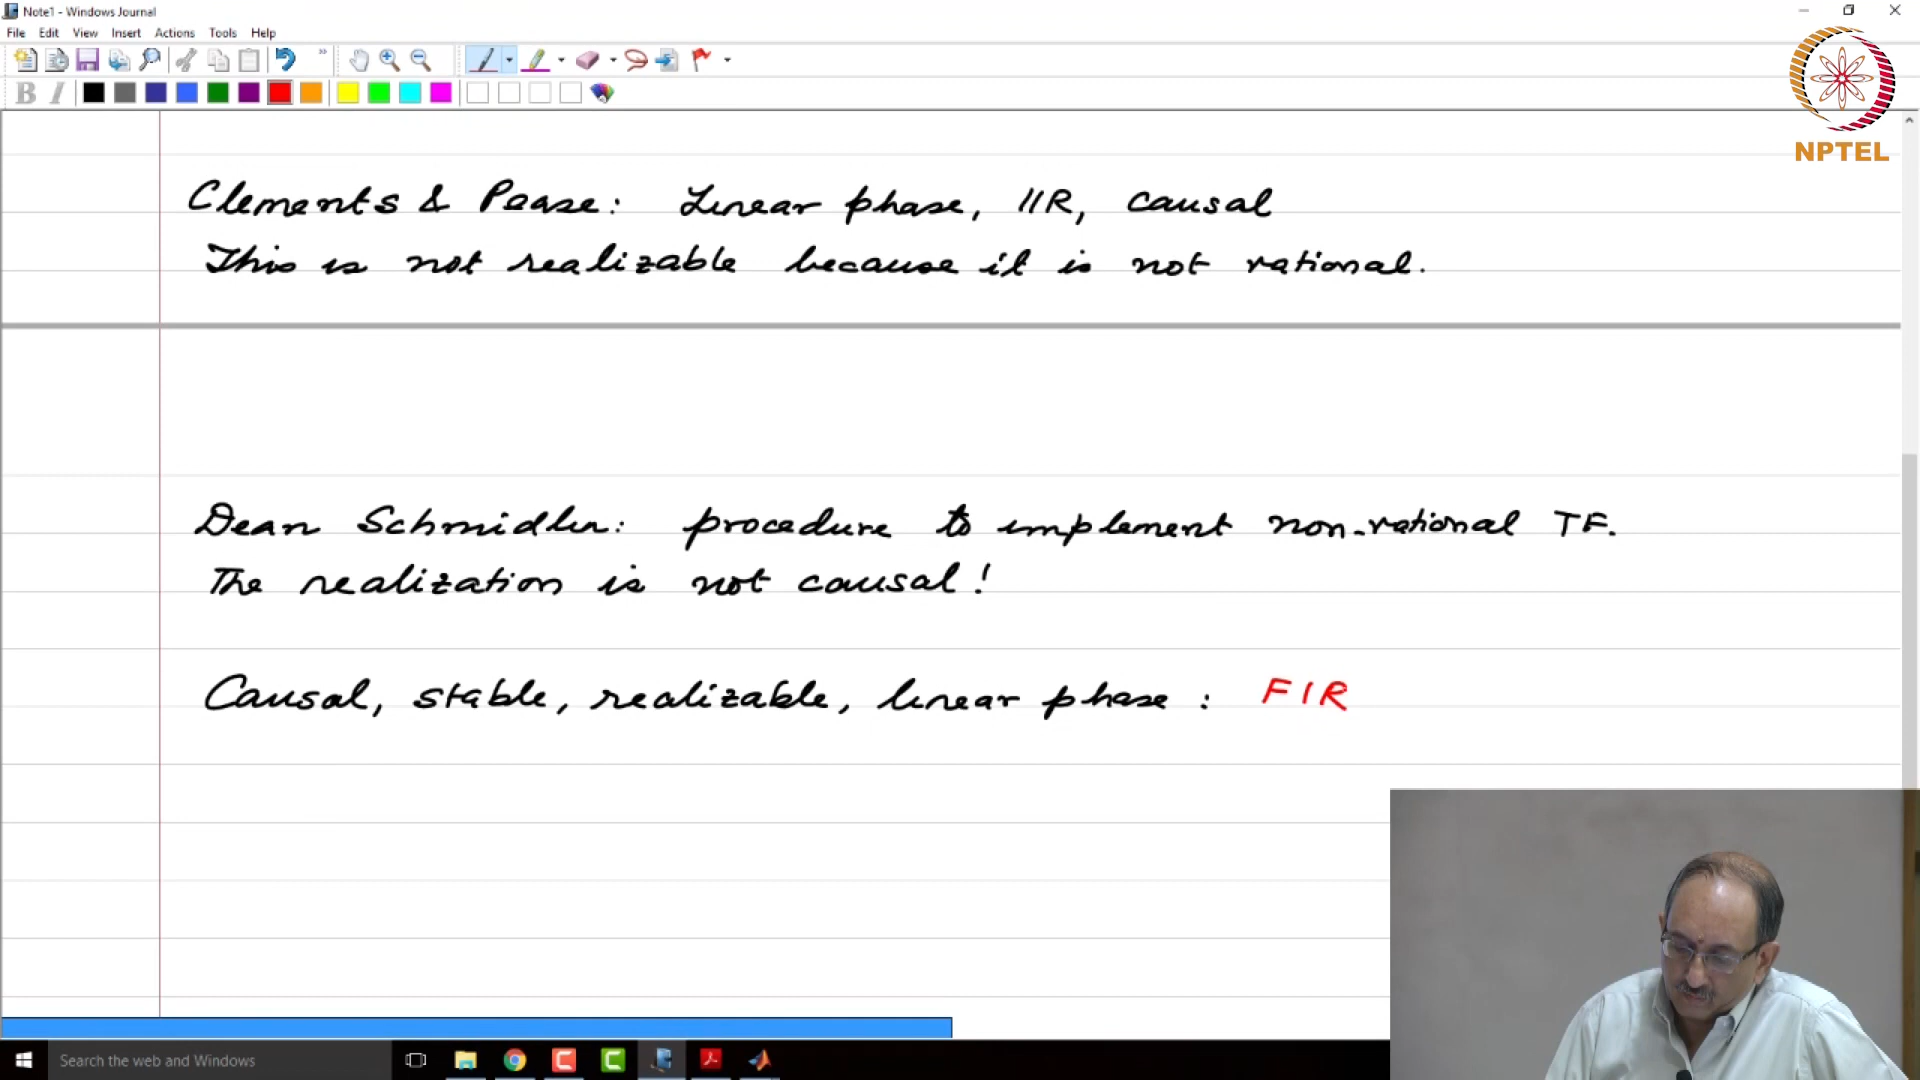 Note1 - Windows Journal
File Edit View Insert Actions Tools Help
B I
NPTEL
Clements & Pease: Linear phase, IIR, causal
This is not realizable because it is not rational.
Dean Schmidler: procedure to implement non-rational TF.
The realization is not causal!
Causal, stable, realizable, linear phase: FIR
Search the web and Windows